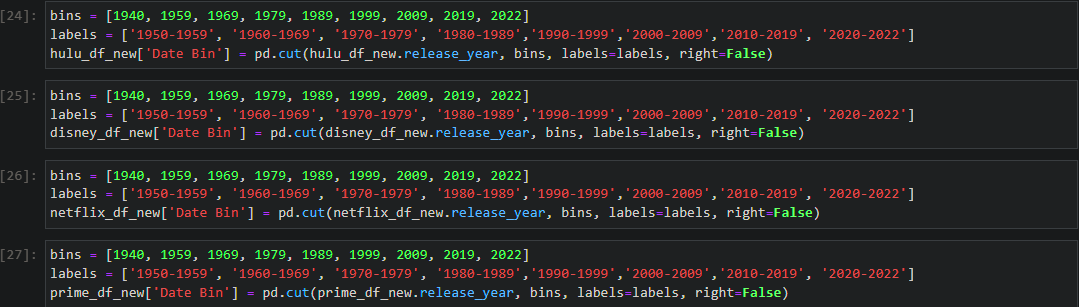 [24]: bins = [1940, 1959, 1969, 1979, 1989, 1999, 2009, 2019, 2022]
labels = ['1950-1959', '1960-1969', '1970-1979', '1980-1989','1990-1999','2000-2009','2010-2019', '2020-2022']
hulu_df_new['Date Bin'] = pd.cut(hulu_df_new.release_year, bins, labels=labels, right=False)
[25]: bins = [1940, 1959, 1969, 1979, 1989, 1999, 2009, 2019, 2022]
labels = ['1950-1959', '1960-1969', '1970-1979', '1980-1989','1990-1999','2000-2009','2010-2019', '2020-2022']
disney_df_new['Date Bin'] = pd.cut(disney_df_new.release_year, bins, labels=labels, right=False)
[26]: bins = [1940, 1959, 1969, 1979, 1989, 1999, 2009, 2019, 2022]
labels = ['1950-1959', '1960-1969', '1970-1979', '1980-1989','1990-1999','2000-2009','2010-2019', '2020-2022']
netflix_df_new['Date Bin'] = pd.cut(netflix_df_new.release_year, bins, labels=labels, right=False)
[27]: bins = [1940, 1959, 1969, 1979, 1989, 1999, 2009, 2019, 2022]
labels = ['1950-1959', '1960-1969', '1970-1979', '1980-1989','1990-1999','2000-2009','2010-2019', '2020-2022']
prime_df_new['Date Bin'] = pd.cut(prime_df_new.release_year, bins, labels=labels, right=False)